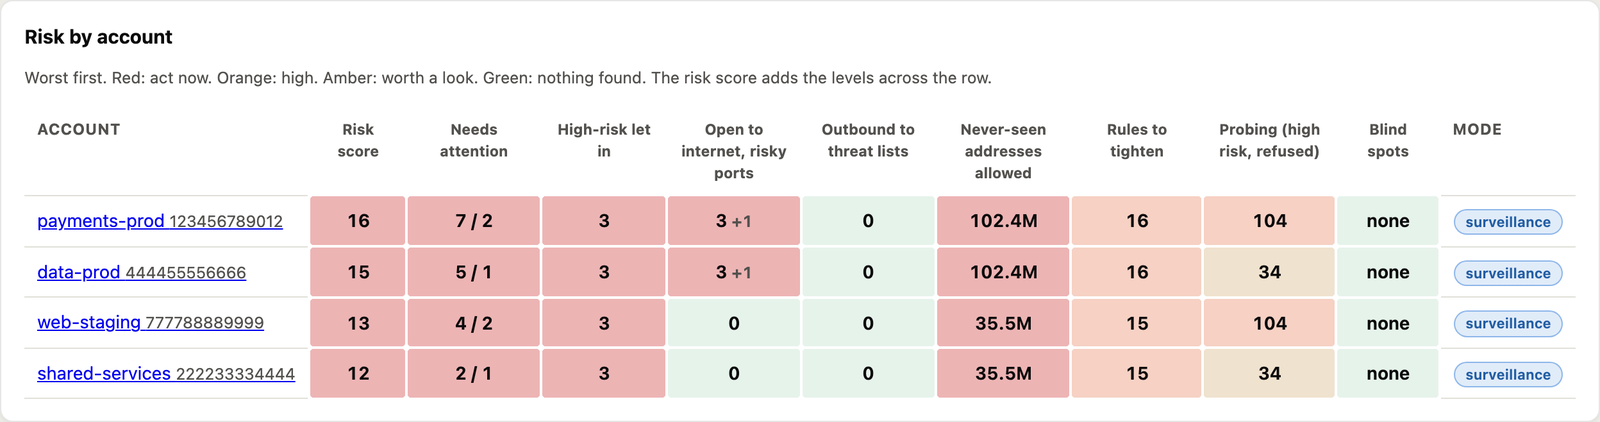 Risk by account
Worst first. Red: act now. Orange: high. Amber: worth a look. Green: nothing found. The risk score adds the levels across the row.
ACCOUNT Risk score Needs attention High-risk let in Open to internet, risky ports Outbound to threat lists Never-seen addresses allowed Rules to tighten Probing (high risk, refused) Blind spots MODE
payments-prod 123456789012 16 7 / 2 3 3 +1 0 102.4M 16 104 none surveillance
data-prod 444455556666 15 5 / 1 3 3 +1 0 102.4M 16 34 none surveillance
web-staging 777788889999 13 4 / 2 3 0 0 35.5M 15 104 none surveillance
shared-services 222233334444 12 2 / 1 3 0 0 35.5M 15 34 none surveillance